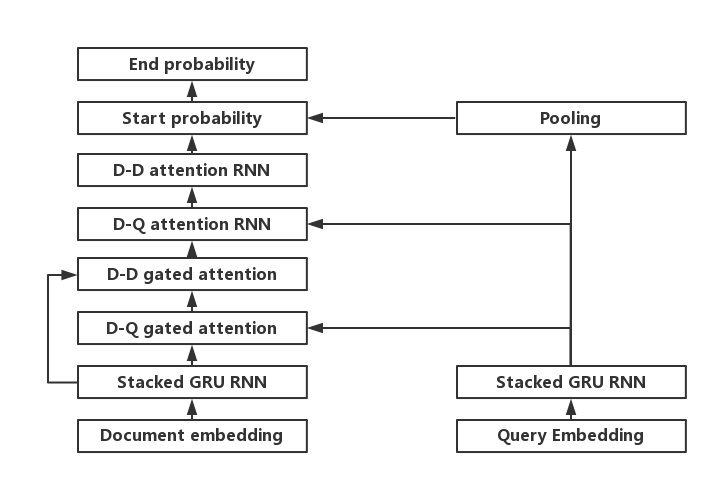 End probability
Start probability
Pooling
D-D attention RNN
D-Q attention RNN
D-D gated attention
D-Q gated attention
Stacked GRU RNN
Stacked GRU RNN
Document embedding
Query Embedding